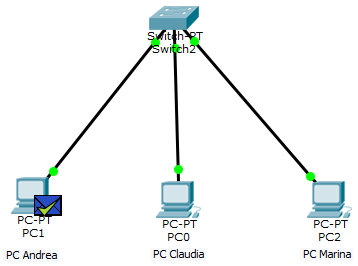 Switch-PT
Switch2
PC-PT
PC1
PC Andrea
PC-PT
PC0
PC Claudia
PC-PT
PC2
PC Marina